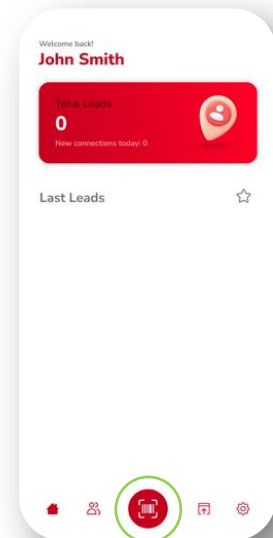 Welcome back!
John Smith
Total Leads
0
New connections today: 0
Last Leads